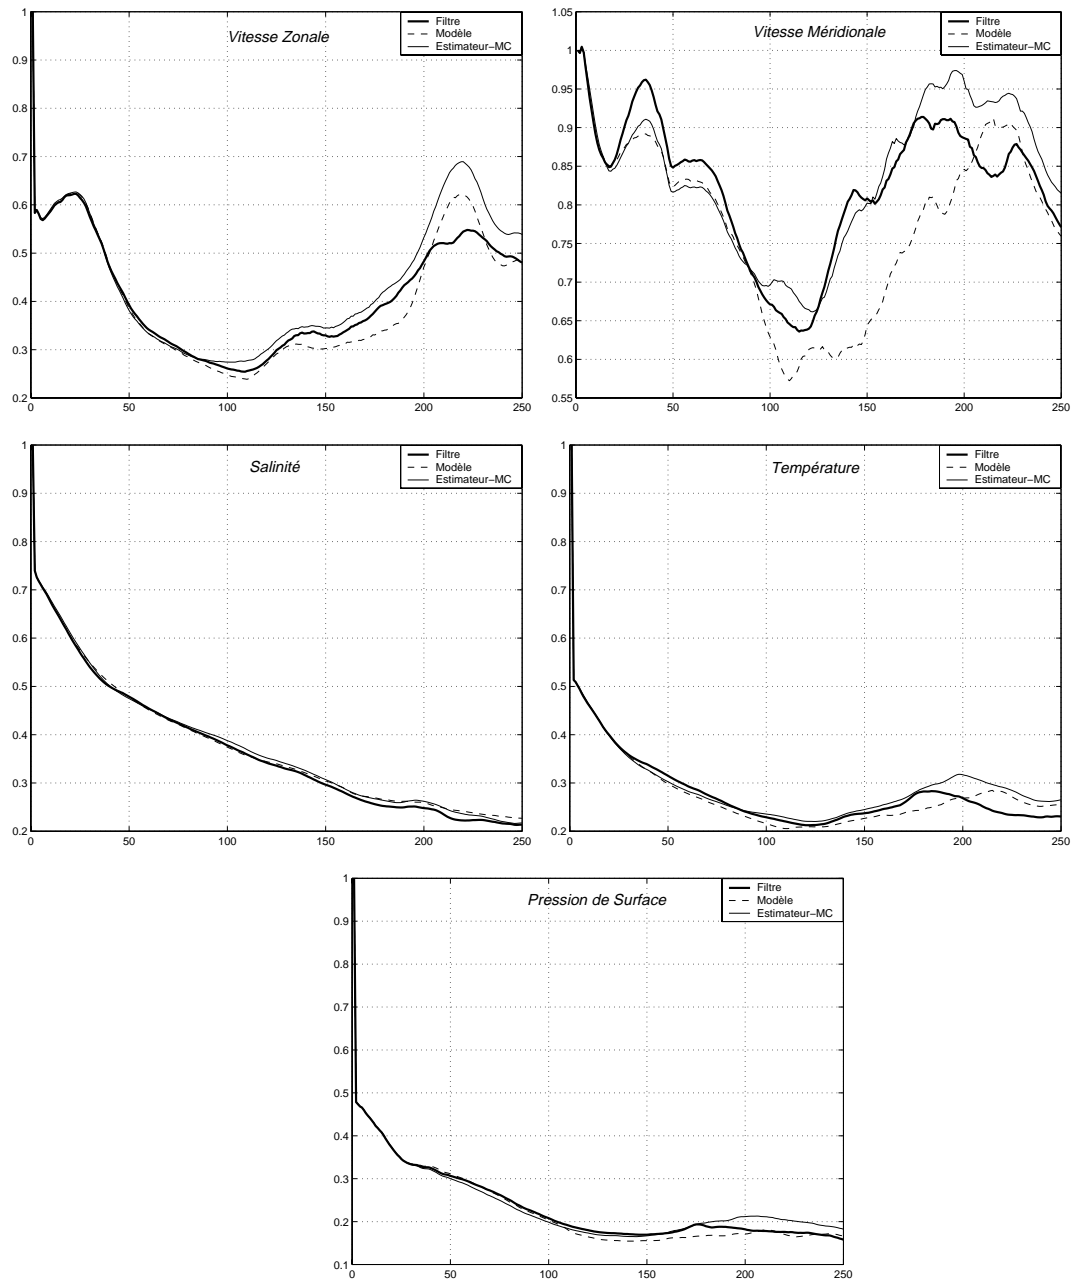 Vitesse Zonale
Filtre
Modèle
Estimateur-MC
1
0.9
0.8
0.7
0.6
0.5
0.4
0.3
0.2
0 50 100 150 200 250
Vitesse Méridionale
Filtre
Modèle
Estimateur-MC
1.05
1
0.95
0.9
0.85
0.8
0.75
0.7
0.65
0.6
0.55
0 50 100 150 200 250
Salinité
Filtre
Modèle
Estimateur-MC
1
0.9
0.8
0.7
0.6
0.5
0.4
0.3
0.2
0 50 100 150 200 250
Température
Filtre
Modèle
Estimateur-MC
1
0.9
0.8
0.7
0.6
0.5
0.4
0.3
0.2
0 50 100 150 200 250
Pression de Surface
Filtre
Modèle
Estimateur-MC
1
0.9
0.8
0.7
0.6
0.5
0.4
0.3
0.2
0.1
0 50 100 150 200 250